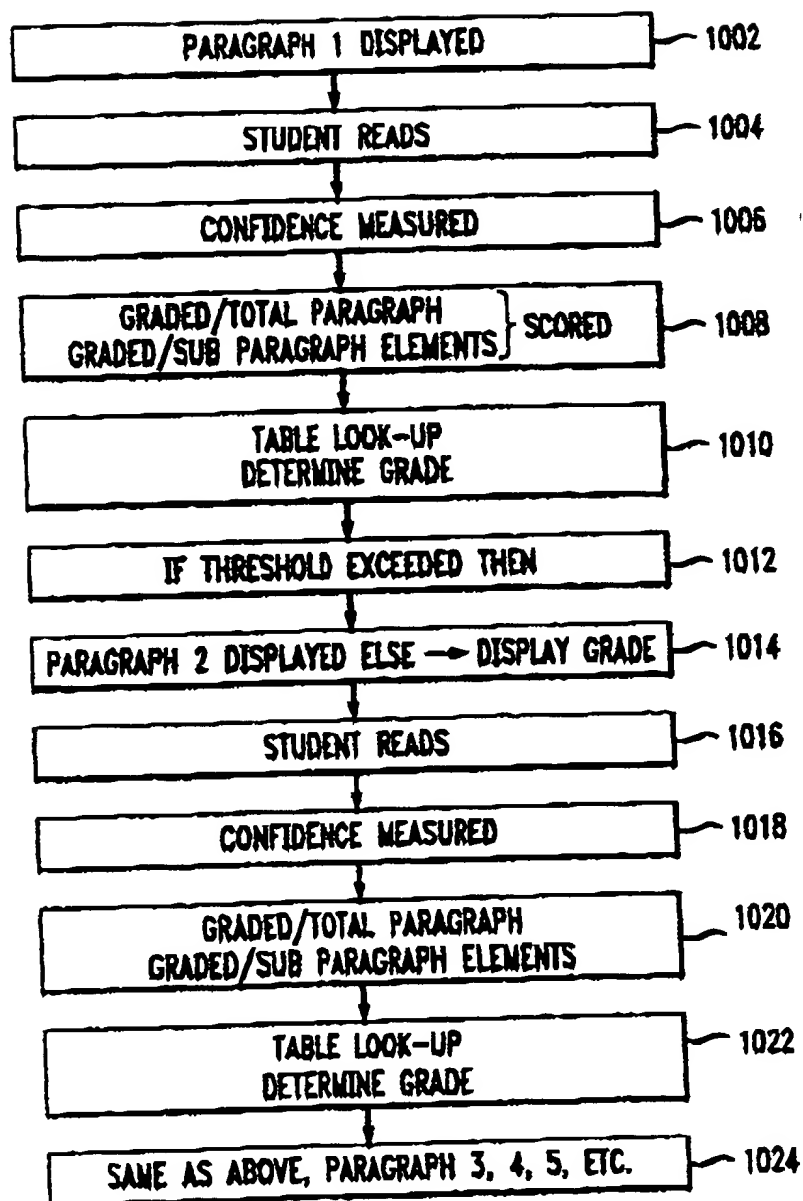 PARAGRAPH 1 DISPLAYED 1002
STUDENT READS 1004
CONFIDENCE MEASURED 1006
GRADED/TOTAL PARAGRAPH
GRADED/SUB PARAGRAPH ELEMENTS } SCORED 1008
TABLE LOOK-UP
DETERMINE GRADE 1010
IF THRESHOLD EXCEEDED THEN 1012
PARAGRAPH 2 DISPLAYED ELSE → DISPLAY GRADE 1014
STUDENT READS 1016
CONFIDENCE MEASURED 1018
GRADED/TOTAL PARAGRAPH 1020
GRADED/SUB PARAGRAPH ELEMENTS
TABLE LOOK-UP 1022
DETERMINE GRADE
SAME AS ABOVE, PARAGRAPH 3, 4, 5, ETC. 1024